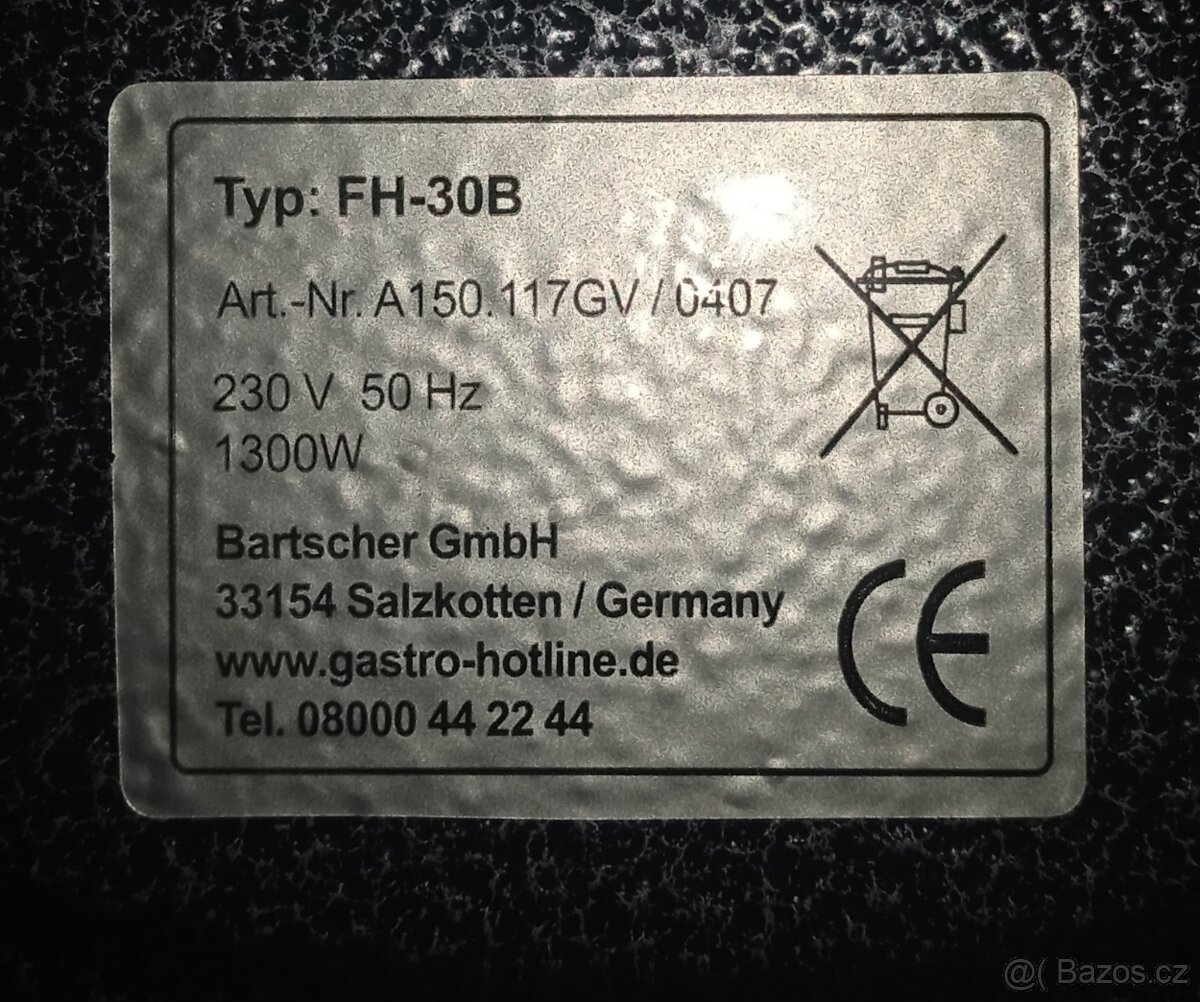 Typ: FH-30B
Art.-Nr. A150.117GV / 0407
230 V 50 Hz
1300W
Bartscher GmbH
33154 Salzkotten / Germany
www.gastro-hotline.de
Tel. 08000 44 22 44
CE
@( Bazos.cz